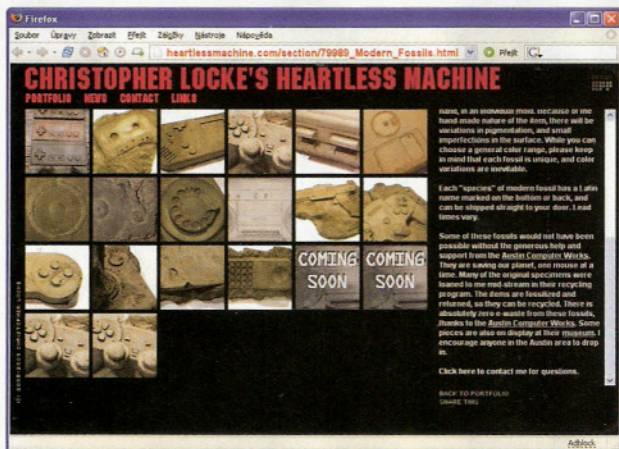 Firefox
Soubor Úpravy Zobrazit Přejít Záložky Nástroje Nápověda
heartlessmachine.com/section/79989_Modern_Fossils.html Přejít
CHRISTOPHER LOCKE'S HEARTLESS MACHINE
PORTFOLIO NEWS CONTACT LINKS
hand, in an individual mold. Because of the
hand-made nature of the item, there will be
variations in pigmentation, and small
imperfections in the surface. While you can
choose a general color range, please keep
in mind that each fossil is unique, and color
variations are inevitable.
Each "species" of modern fossil has a Latin
name marked on the bottom or back, and
can be shipped straight to your door. Lead
times vary.
Some of these fossils would not have been
possible without the generous help and
support from the Austin Computer Works.
They are saving our planet, one mouse at a
time. Many of the original specimens were
loaned to me mid-stream in their recycling
program. The items are fossilized and
returned, so they can be recycled. There is
absolutely zero e-waste from these fossils,
thanks to the Austin Computer Works. Some
pieces are also on display at their museum. I
encourage anyone in the Austin area to drop
in.
Click here to contact me for questions.
BACK TO PORTFOLIO
SHARE THIS
COMING SOON
COMING SOON
CHRISTOPHER LOCKE
Adblock